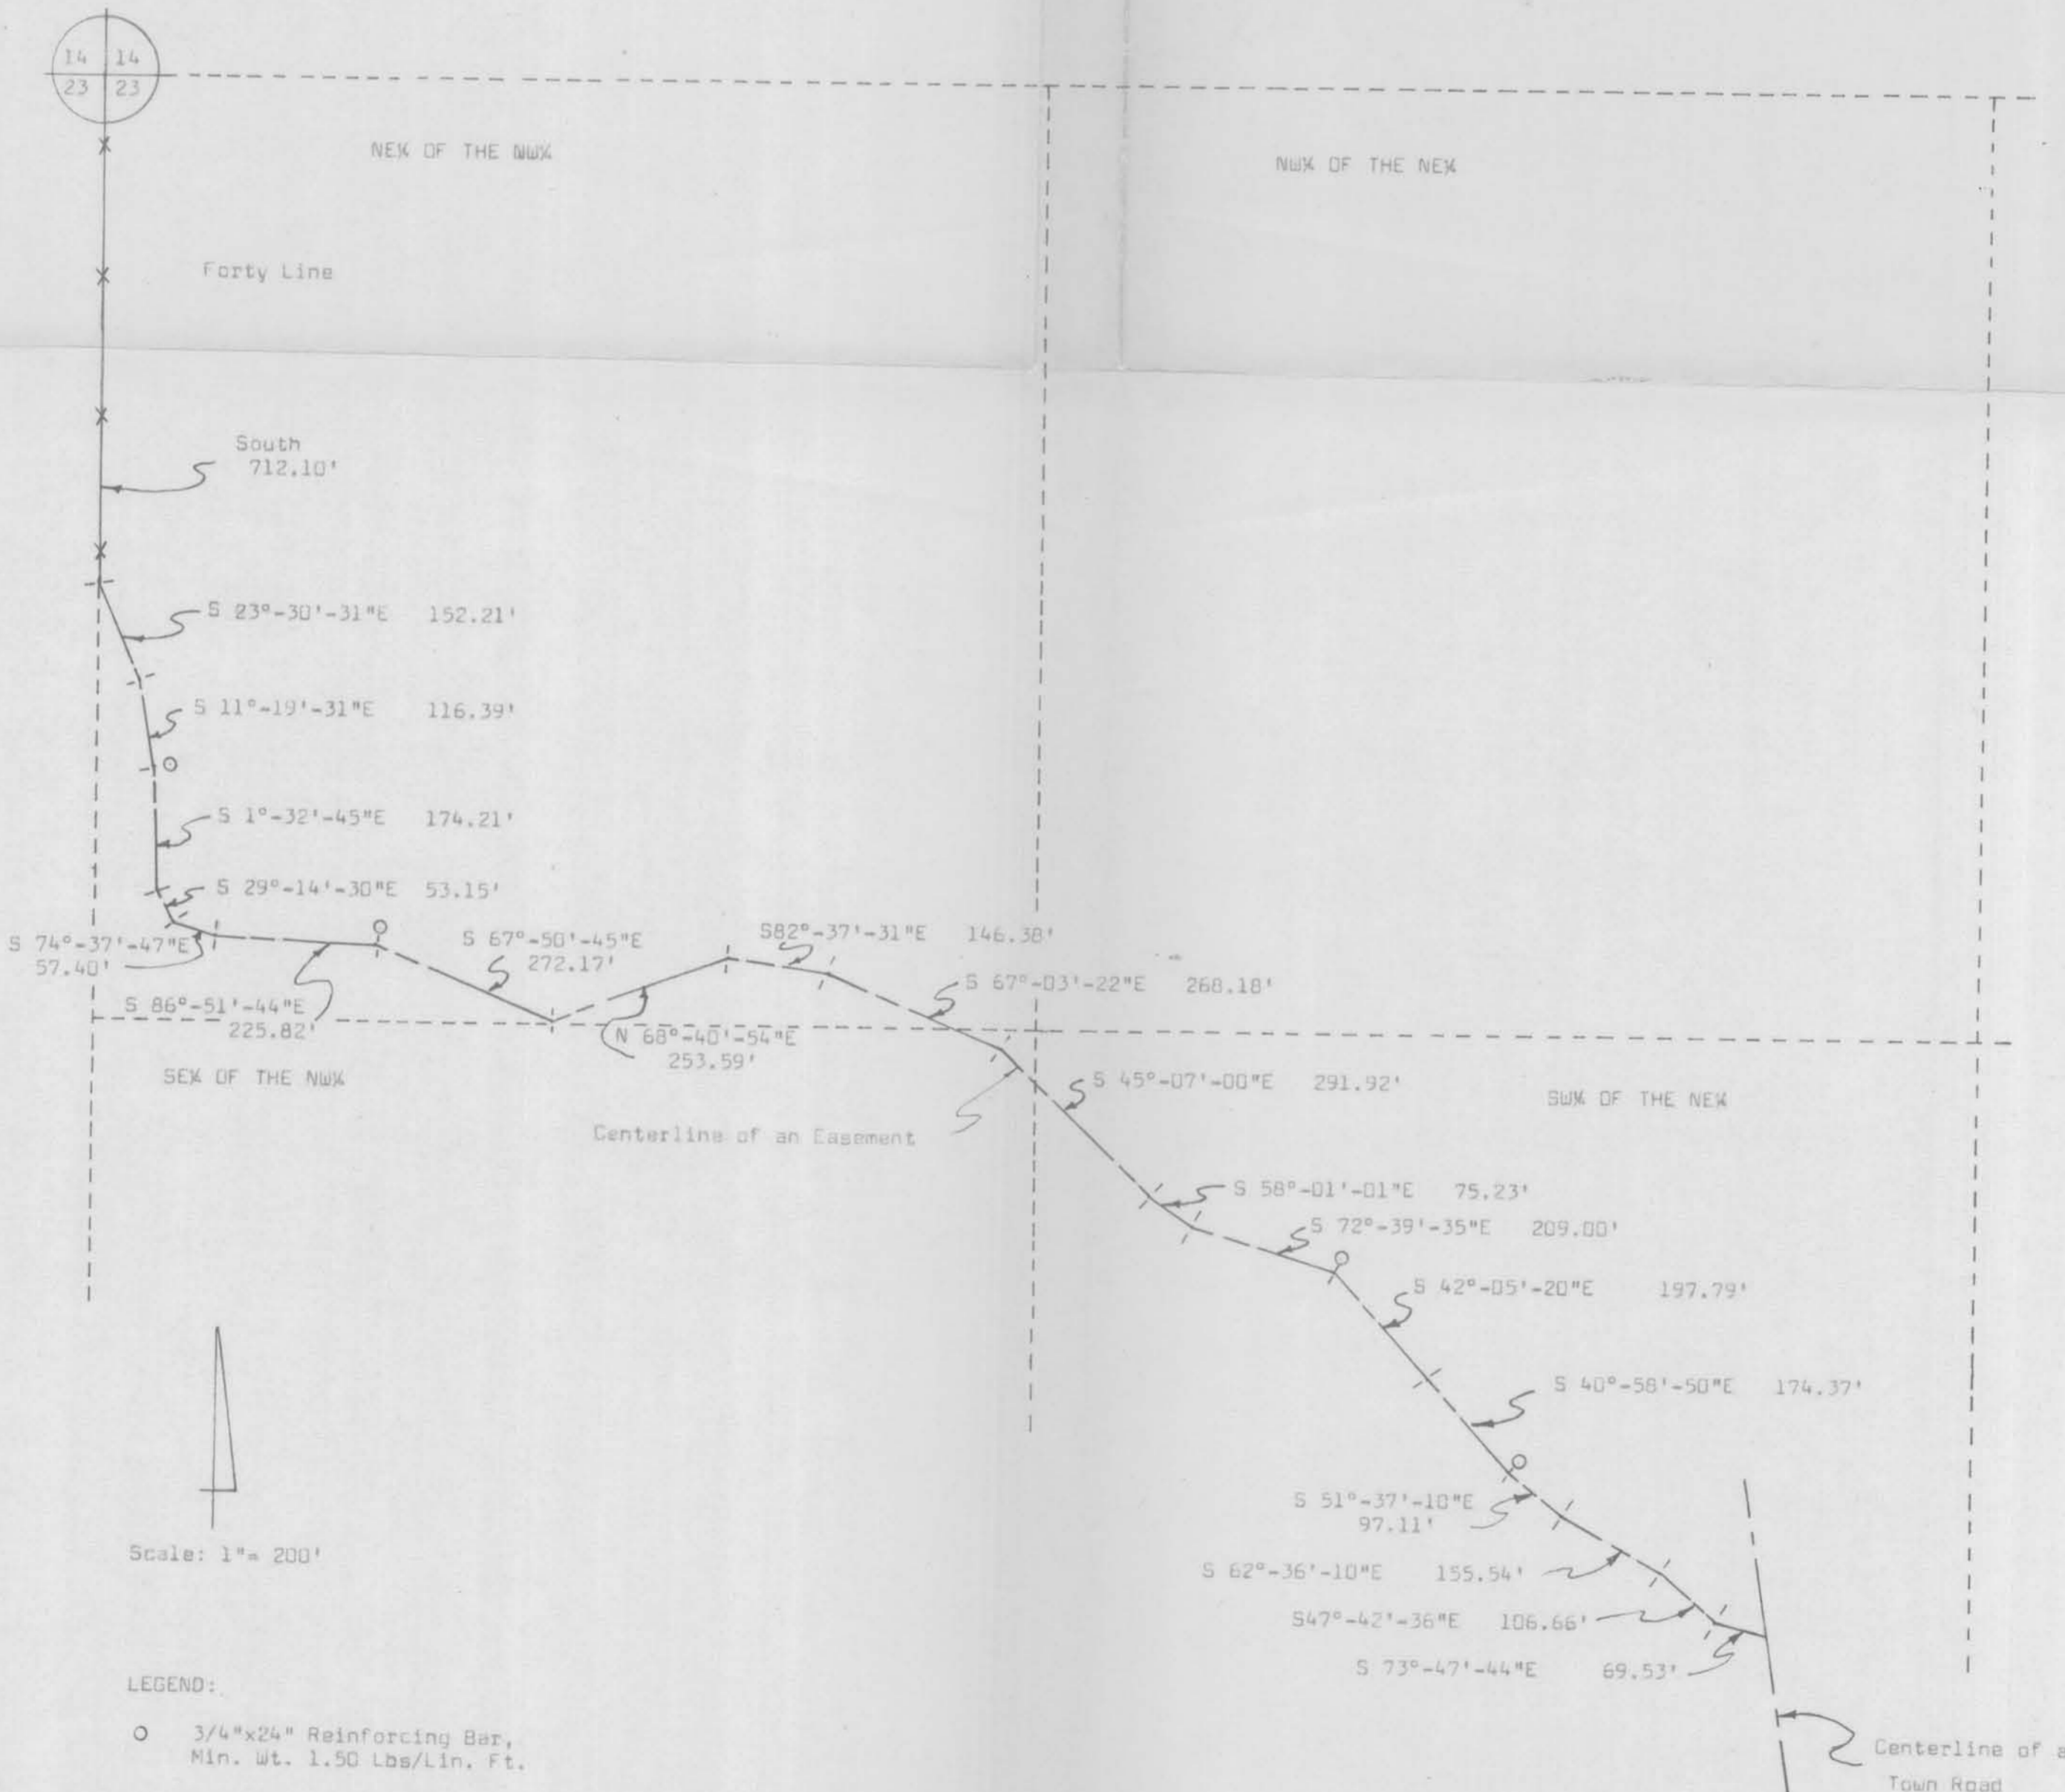 14 14
23 23
NE¼ OF THE NW¼
NW¼ OF THE NE¼
Forty Line
South
712.10'
S 23°-30'-31"E 152.21'
S 11°-19'-31"E 116.39'
S 1°-32'-45"E 174.21'
S 29°-14'-30"E 53.15'
S 74°-37'-47"E
57.40'
S 67°-50'-45"E
272.17'
S82°-37'-31"E 146.38'
S 67°-03'-22"E 268.18'
S 86°-51'-44"E
225.82'
N 68°-40'-54"E
253.59'
SE¼ OF THE NW¼
S 45°-07'-00"E 291.92'
SW¼ OF THE NE¼
Centerline of an Easement
S 58°-01'-01"E 75.23'
S 72°-39'-35"E 209.00'
S 42°-05'-20"E 197.79'
S 40°-58'-50"E 174.37'
S 51°-37'-10"E
97.11'
Scale: 1"= 200'
S 62°-36'-10"E 155.54'
S47°-42'-36"E 106.66'
S 73°-47'-44"E 69.53'
LEGEND:
3/4"x24" Reinforcing Bar,
Min. Wt. 1.50 Lbs/Lin. Ft.
Centerline of a
Town Road